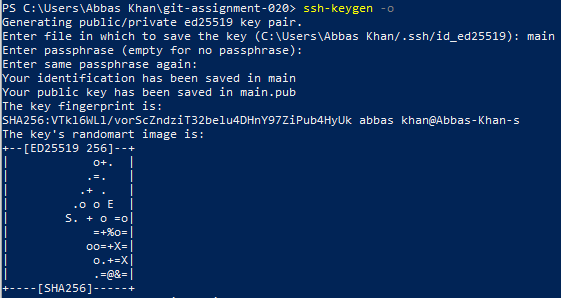 PS C:\Users\Abbas Khan\git-assignment-020> ssh-keygen -o
Generating public/private ed25519 key pair.
Enter file in which to save the key (C:\Users\Abbas Khan/.ssh/id_ed25519): main
Enter passphrase (empty for no passphrase):
Enter same passphrase again:
Your identification has been saved in main
Your public key has been saved in main.pub
The key fingerprint is:
SHA256:VTkl6WLl/vorScZndziT32belu4DHnY97ZiPub4HyUk abbas khan@Abbas-Khan-s
The key's randomart image is:
+--[ED25519 256]--+
|           o+.   |
|          .=.    |
|         .+ .    |
|        .o o E   |
|       S. + o =o|
|          =+%o=|
|         oo=+X=|
|          o.+=X|
|          .=@&=|
+----[SHA256]-----+